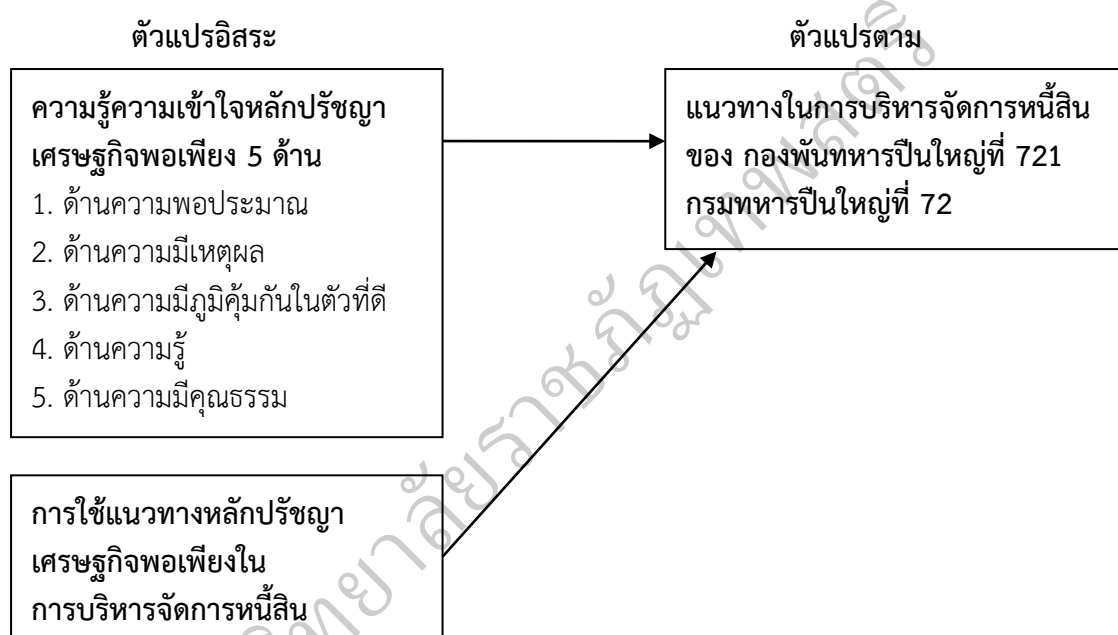 ตัวแปรอิสระ
ตัวแปรตาม
ความรู้ความเข้าใจหลักปรัชญา
เศรษฐกิจพอเพียง 5 ด้าน
1. ด้านความพอประมาณ
2. ด้านความมีเหตุผล
3. ด้านความมีภูมิคุ้มกันในตัวที่ดี
4. ด้านความรู้
5. ด้านความมีคุณธรรม
แนวทางในการบริหารจัดการหนี้สิน
ของ กองพันทหารปืนใหญ่ที่ 721
กรมทหารปืนใหญ่ที่ 72
การใช้แนวทางหลักปรัชญา
เศรษฐกิจพอเพียงใน
การบริหารจัดการหนี้สิน